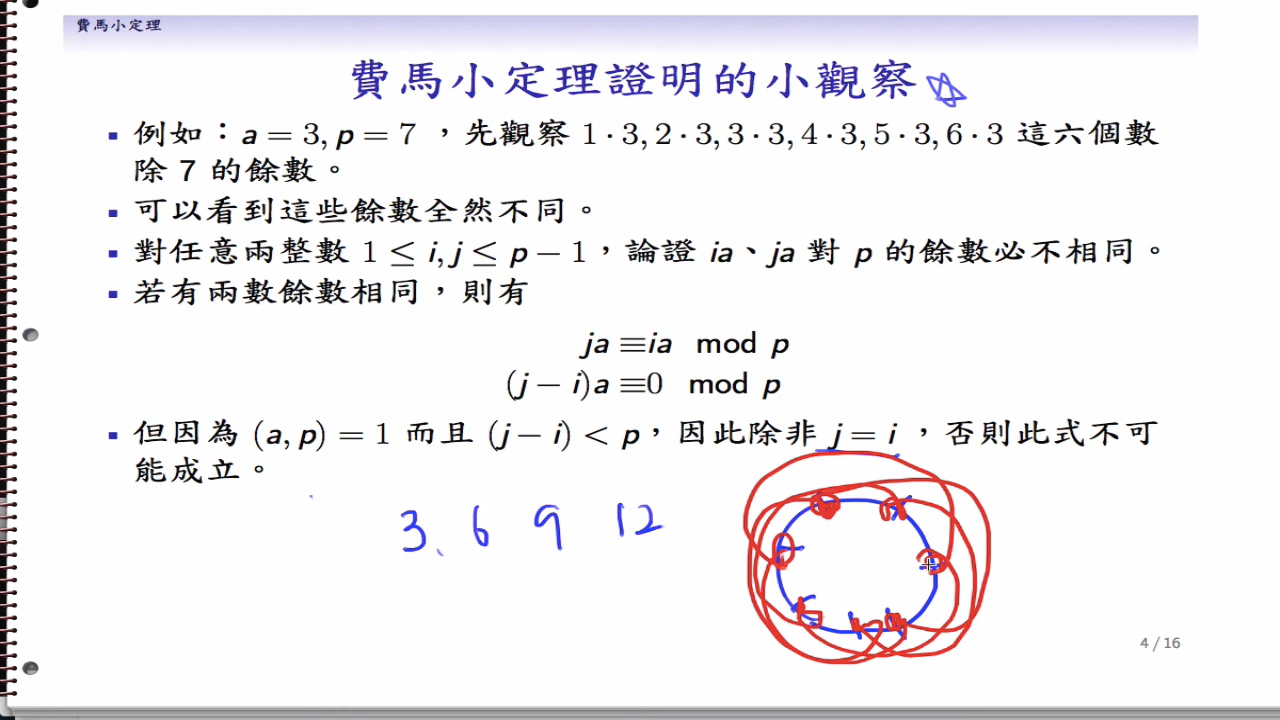 費馬小定理
費馬小定理證明的小觀察
例如：a = 3, p = 7 ，先觀察 1 · 3, 2 · 3, 3 · 3, 4 · 3, 5 · 3, 6 · 3 這六個數
除 7 的餘數。
可以看到這些餘數全然不同。
對任意兩整數 1 ≤ i, j ≤ p − 1，論證 ia、ja 對 p 的餘數必不相同。
若有兩數餘數相同，則有
ja ≡ia mod p
(j − i)a ≡0 mod p
但因為 (a, p) = 1 而且 (j − i) < p，因此除非 j = i ，否則此式不可
能成立。
3、6 9 12
4 / 16